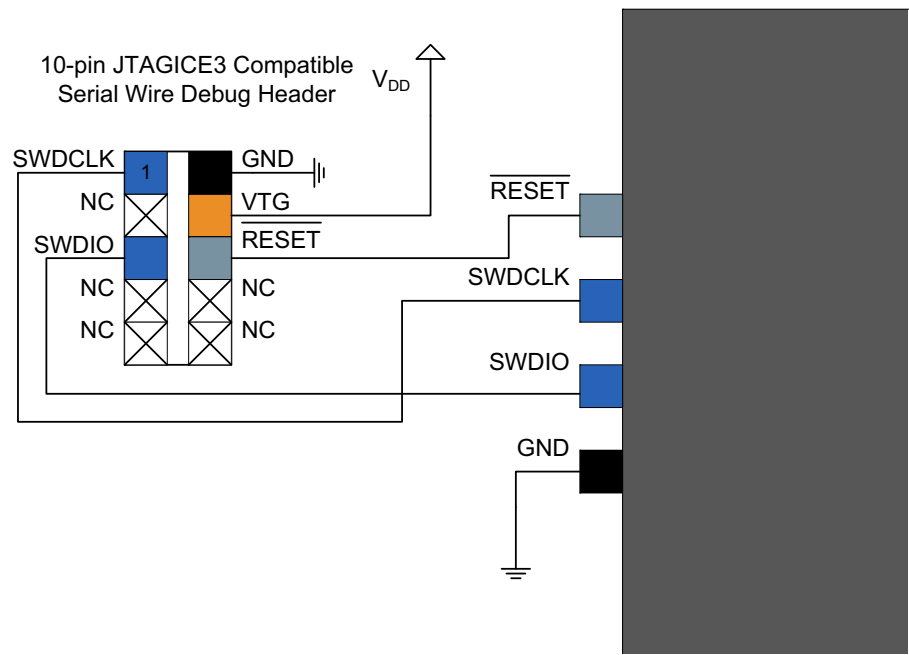 10-pin JTAGICE3 Compatible
Serial Wire Debug Header
VDD
SWDCLK
1
GND
NC
VTG
SWDIO
RESET
NC
NC
NC
NC
RESET
SWDCLK
SWDIO
GND